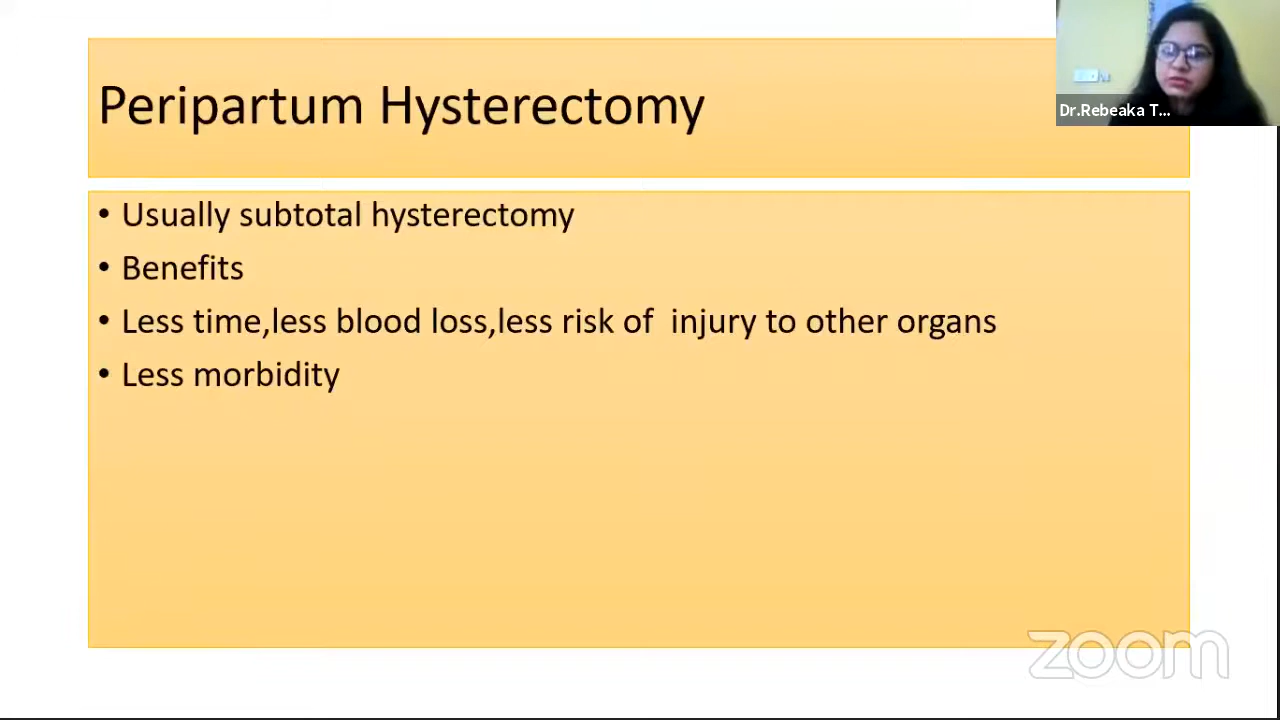 Peripartum Hysterectomy
Dr.Rebeaka T...
• Usually subtotal hysterectomy
• Benefits
• Less time,less blood loss,less risk of  injury to other organs
• Less morbidity
zoom